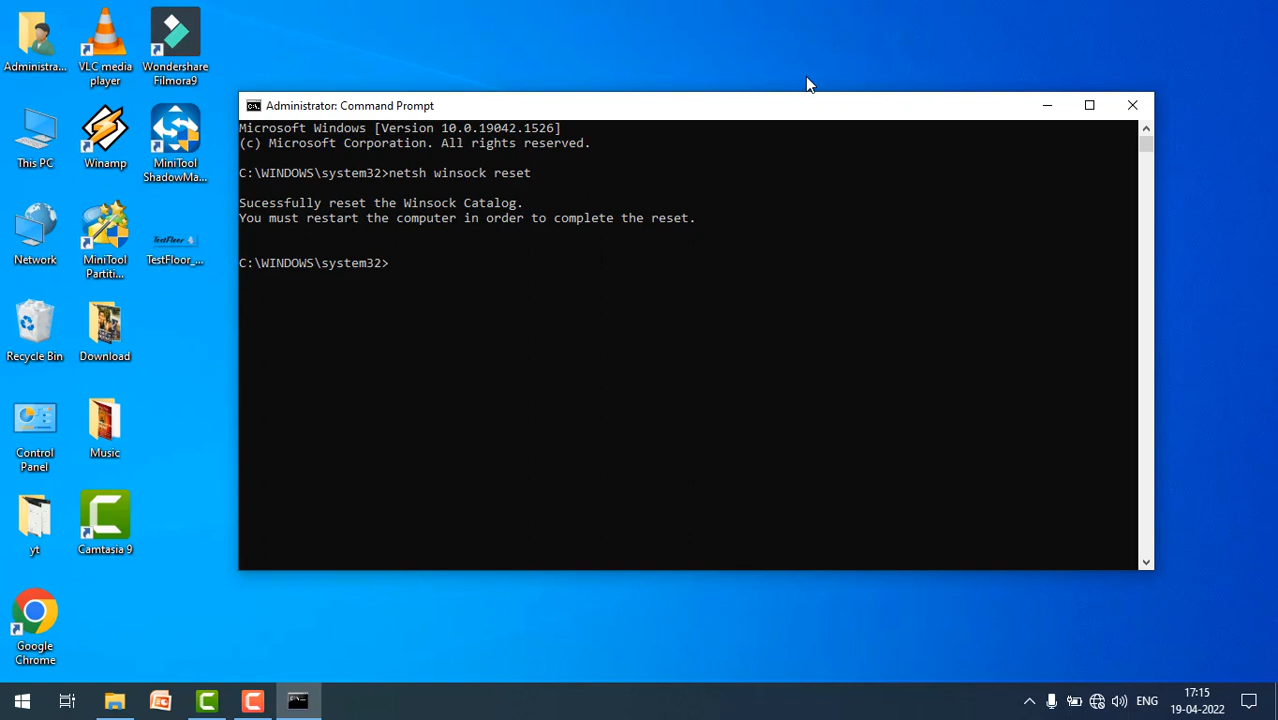 Administra...
VLC media
player
Wondershare
Filmora9
This PC
Winamp
MiniTool
ShadowMa...
Network
MiniTool
Partiti...
TestFloor
TestFloor_...
Recycle Bin
Download
Control
Panel
Music
yt
Camtasia 9
Google
Chrome
Administrator: Command Prompt
Microsoft Windows [Version 10.0.19042.1526]
(c) Microsoft Corporation. All rights reserved.
C:\WINDOWS\system32>netsh winsock reset
Sucessfully reset the Winsock Catalog.
You must restart the computer in order to complete the reset.
C:\WINDOWS\system32>
ENG
17:15
19-04-2022